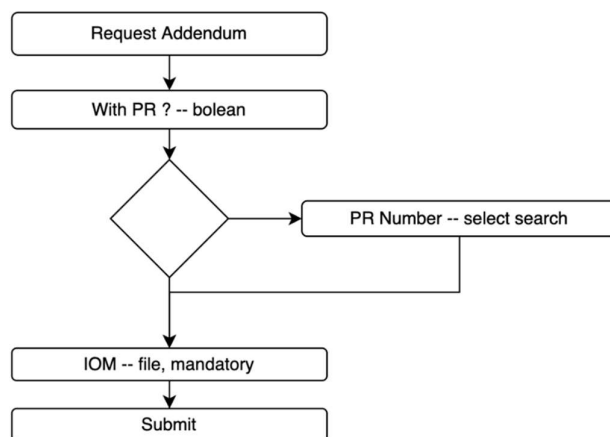 Request Addendum
With PR ? -- bolean
PR Number -- select search
IOM -- file, mandatory
Submit